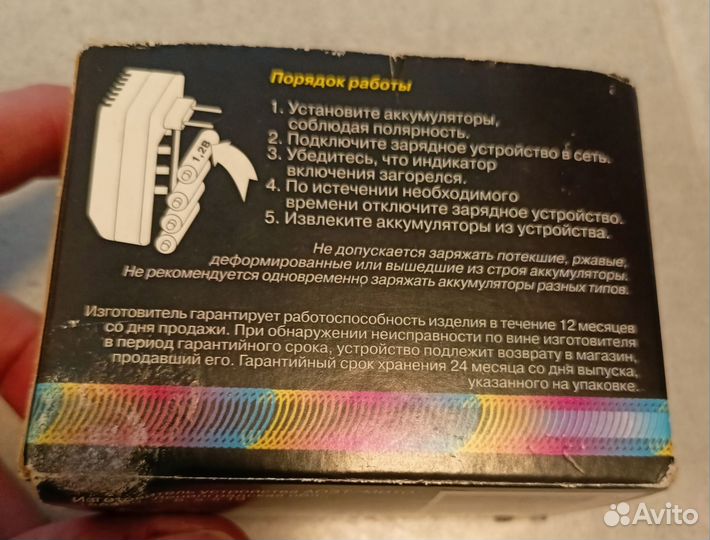 Порядок работы
1. Установите аккумуляторы,
соблюдая полярность.
2. Подключите зарядное устройство в сеть.
3. Убедитесь, что индикатор
включения загорелся.
4. По истечении необходимого
времени отключите зарядное устройство.
5. Извлеките аккумуляторы из устройства.
1,2В
Не допускается заряжать потекшие, ржавые,
деформированные или вышедшие из строя аккумуляторы.
Не рекомендуется одновременно заряжать аккумуляторы разных типов.
Изготовитель гарантирует работоспособность изделия в течение 12 месяцев
со дня продажи. При обнаружении неисправности по вине изготовителя
в период гарантийного срока, устройство подлежит возврату в магазин,
продавший его. Гарантийный срок хранения 24 месяца со дня выпуска,
указанного на упаковке.
Изготовитель устройства
Avito